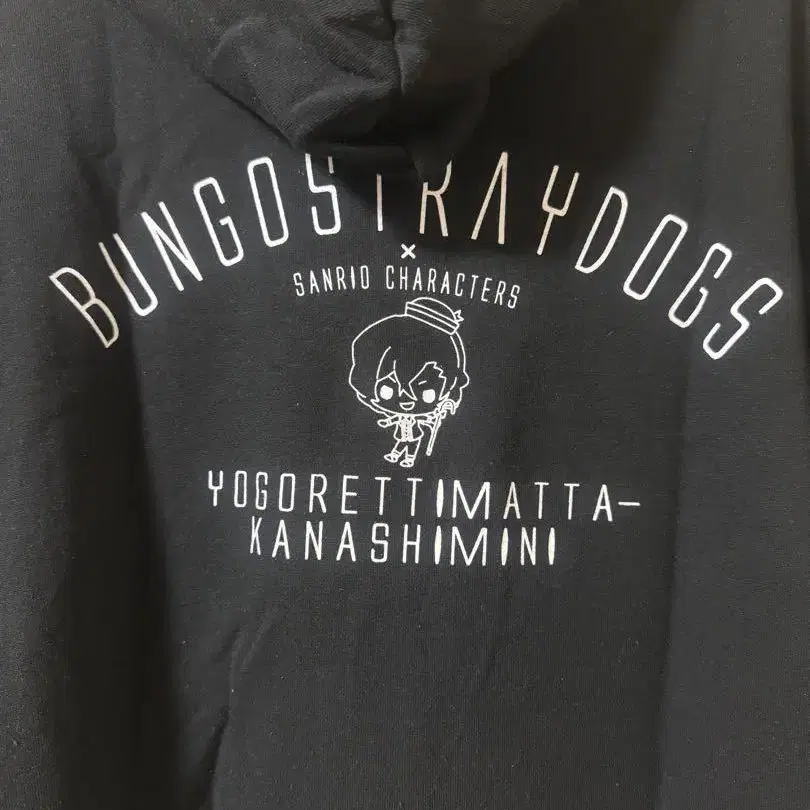 BUNGOSTRAYDOGS
×
SANRIO CHARACTERS
YOGORETTIMATTA-
KANASHIMINI